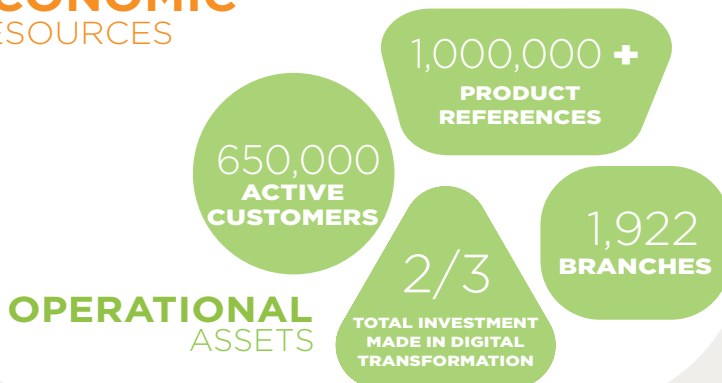 CONOMIC
ESOURCES
1,000,000 +
PRODUCT
REFERENCES
650,000
ACTIVE
CUSTOMERS
1,922
BRANCHES
2/3
TOTAL INVESTMENT
MADE IN DIGITAL
TRANSFORMATION
OPERATIONAL
ASSETS